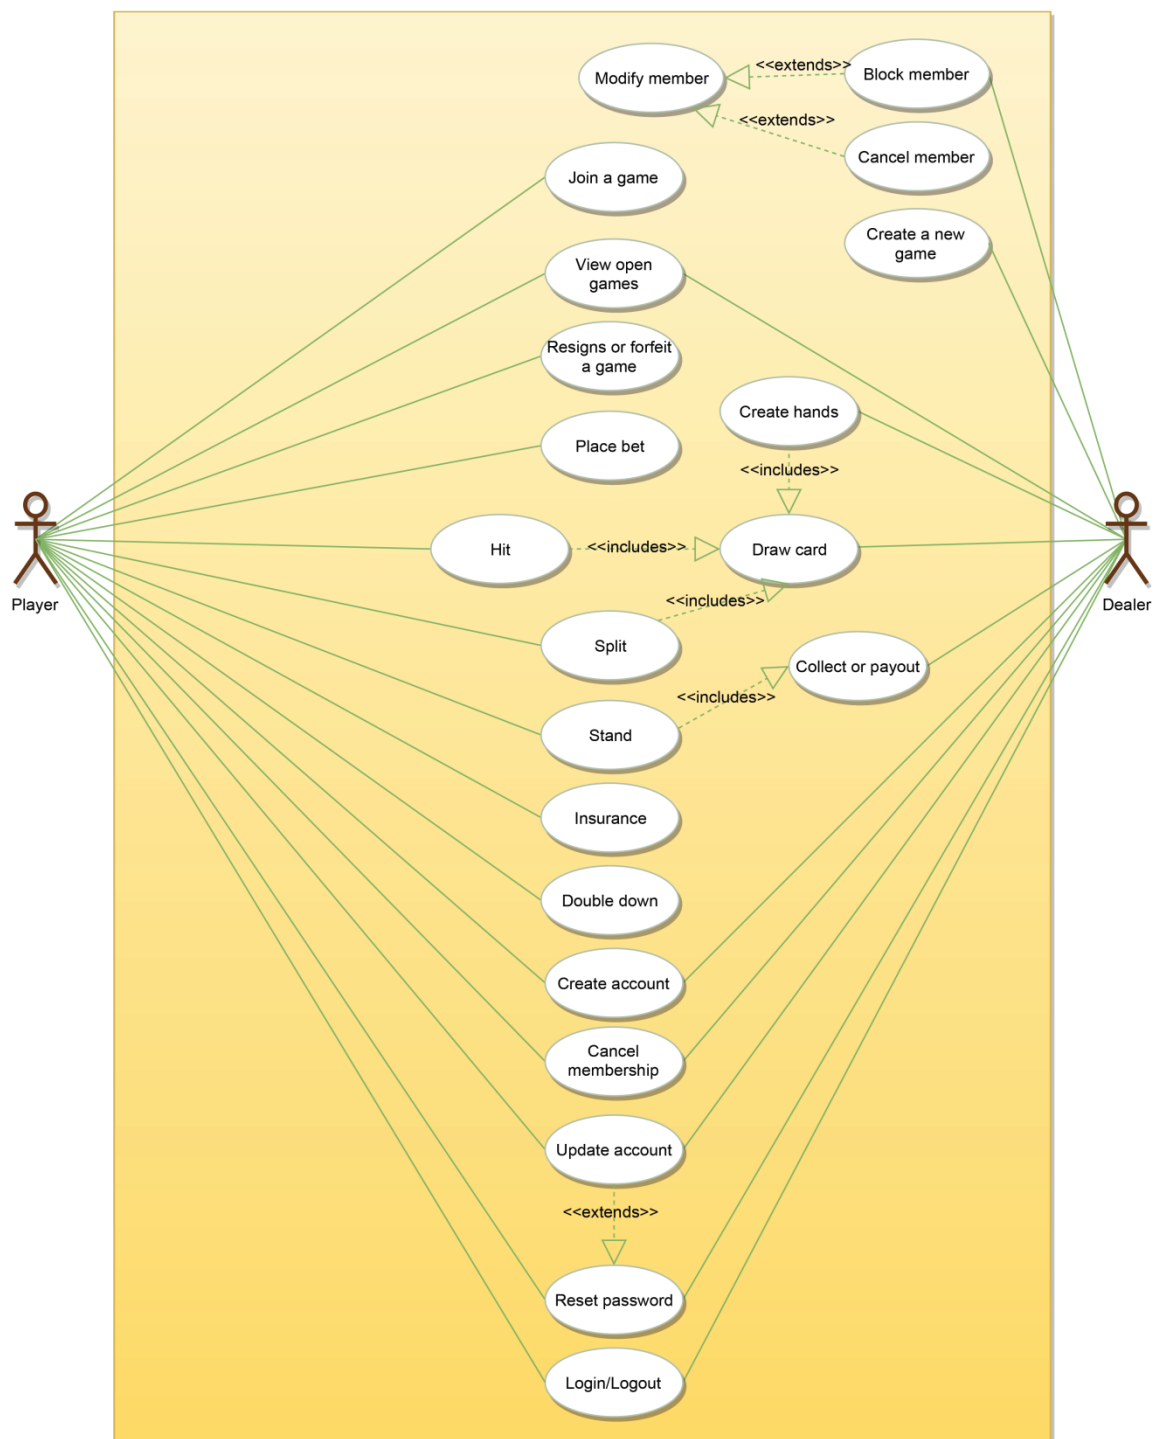 Modify member
<<extends>>
Block member
<<extends>>
Cancel member
Join a game
Create a new
game
View open
games
Resigns or forfeit
a game
Create hands
Place bet
<<includes>>
Hit
<<includes>>
Draw card
Player
Dealer
<<includes>>
Split
Collect or payout
<<includes>>
Stand
Insurance
Double down
Create account
Cancel
membership
Update account
<<extends>>
Reset password
Login/Logout